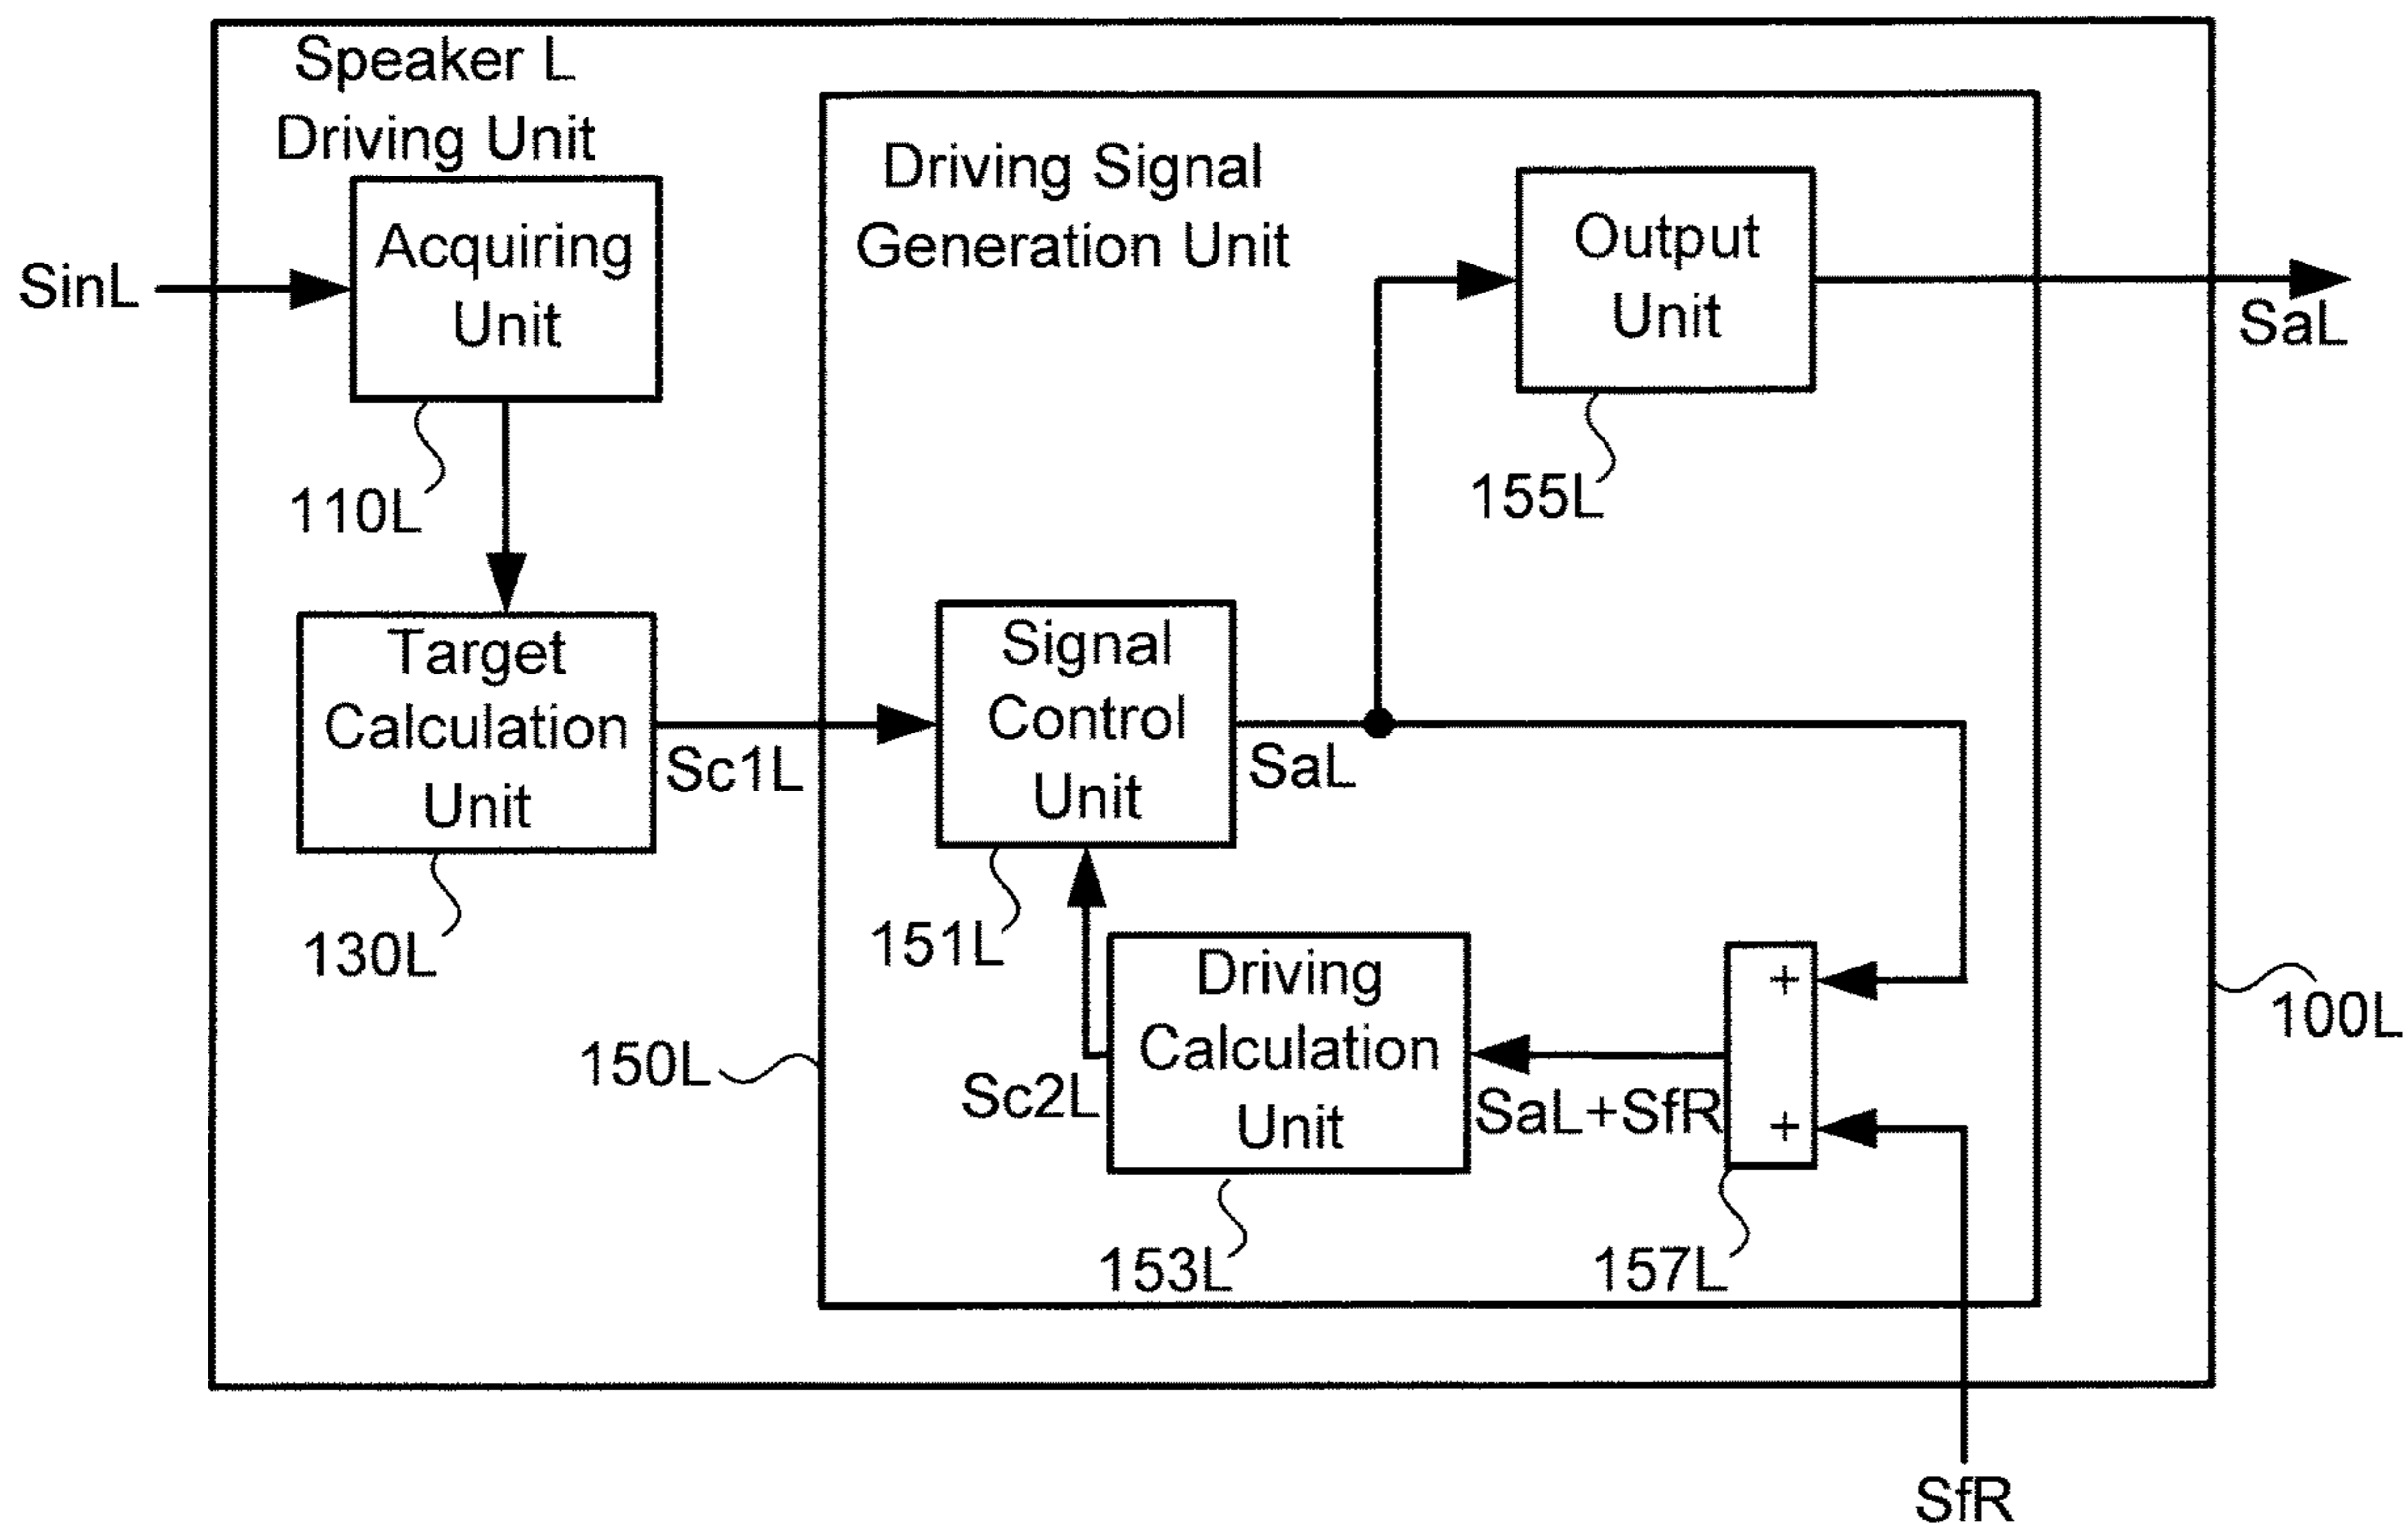 Speaker L
Driving Unit
Driving Signal
Generation Unit
Acquiring
Unit
Output
Unit
SinL
SaL
110L
155L
Target
Calculation
Unit
Sc1L
Signal
Control
Unit
SaL
130L
151L
Driving
Calculation
Unit
+
+
100L
150L
Sc2L
SaL+SfR
153L
157L
SfR